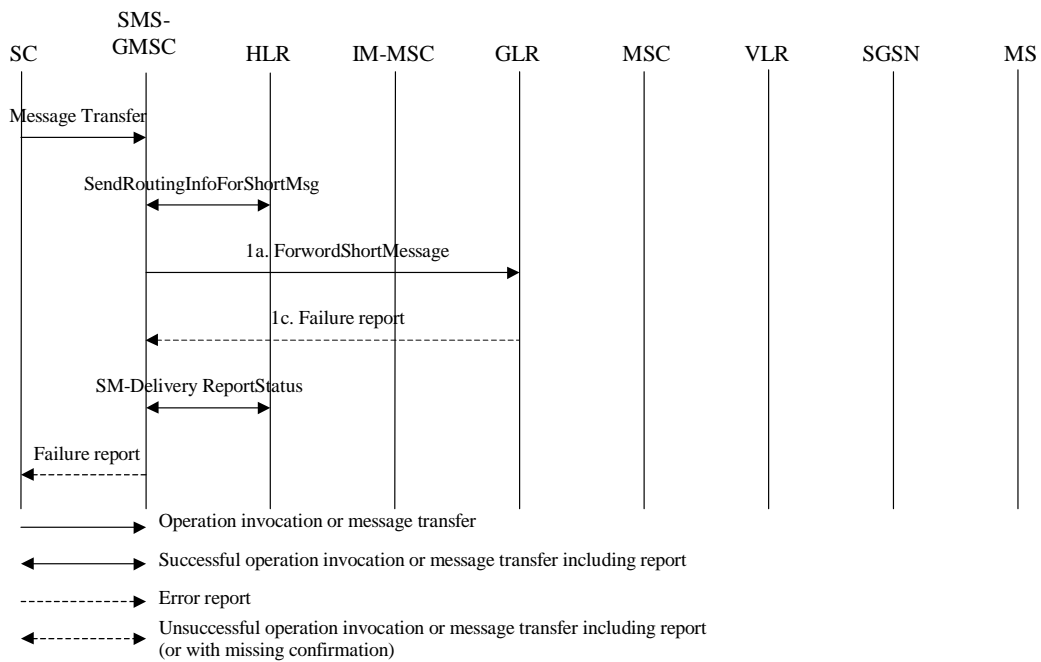 SMS-
GMSC
SC
HLR
IM-MSC
GLR
MSC
VLR
SGSN
MS
Message Transfer
SendRoutingInfoForShortMsg
1a. ForwordShortMessage
1c. Failure report
SM-Delivery ReportStatus
Failure report
Operation invocation or message transfer
Successful operation invocation or message transfer including report
Error report
Unsuccessful operation invocation or message transfer including report
(or with missing confirmation)